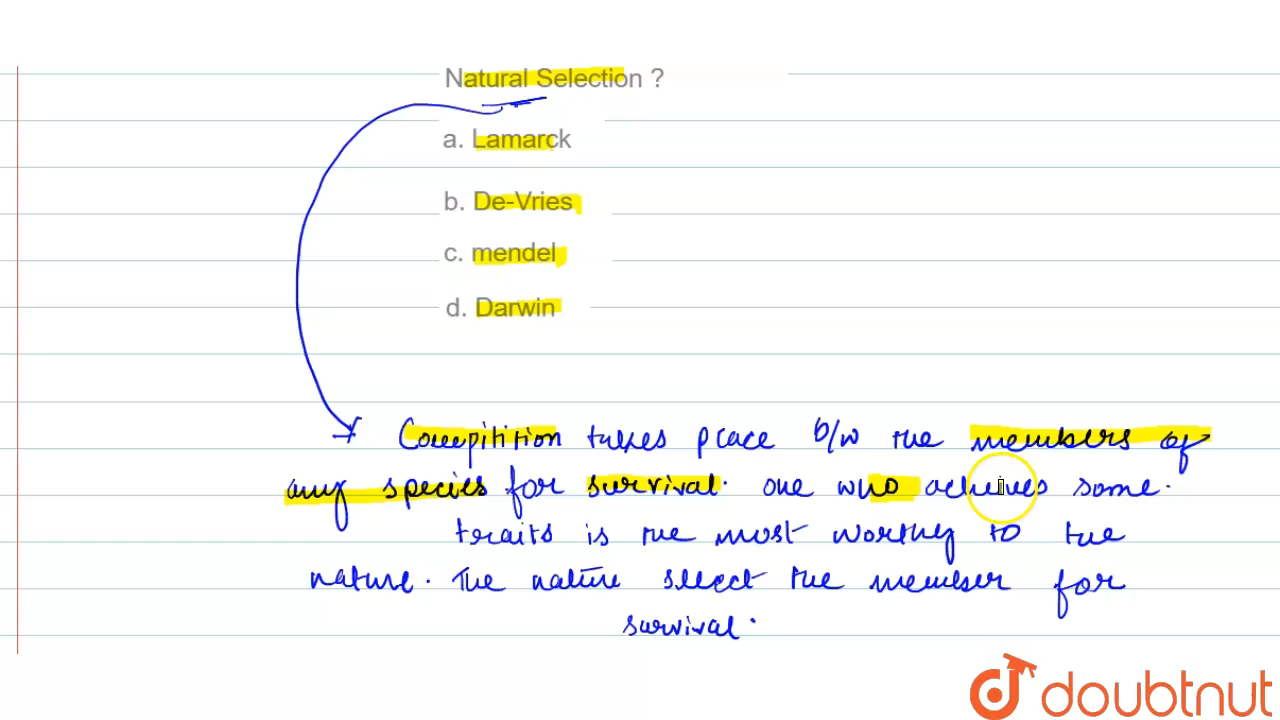 Natural Selection ?
a. Lamarck
b. De-Vries
c. mendel
d. Darwin
Compitition takes place b/w the members of
any species for survival. one who achieves some.
traits is the most worthy to the
nature. The nature select the member for
survival.
doubtnut